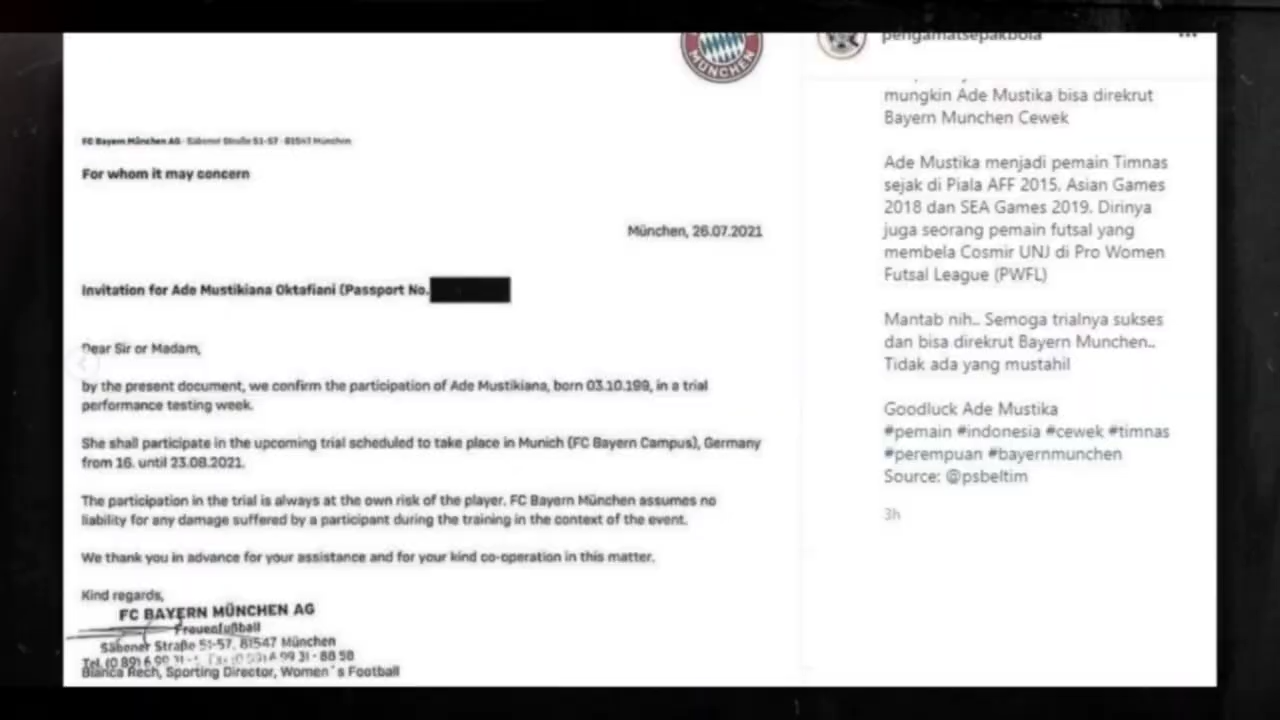 MÜNCHEN
FC Bayern München AG · Säbener Straße 51-57 · 81547 München
For whom it may concern
München, 26.07.2021
Invitation for Ade Mustikiana Oktafiani (Passport No.
Dear Sir or Madam,
by the present document, we confirm the participation of Ade Mustikiana, born 03.10.199, in a trial
performance testing week.
She shall participate in the upcoming trial scheduled to take place in Munich (FC Bayern Campus), Germany
from 16. until 23.08.2021.
The participation in the trial is always at the own risk of the player. FC Bayern München assumes no
liability for any damage suffered by a participant during the training in the context of the event.
We thank you in advance for your assistance and for your kind co-operation in this matter.
Kind regards,
FC BAYERN MÜNCHEN AG
Frauenfußball
Säbener Straße 51-57, 81547 München
Tel. (0 89) 6 99 31 - 88 58
Bianca Rech, Sporting Director, Women´s Football
pengamatsepakbola
mungkin Ade Mustika bisa direkrut
Bayern Munchen Cewek
Ade Mustika menjadi pemain Timnas
sejak di Piala AFF 2015, Asian Games
2018 dan SEA Games 2019. Dirinya
juga seorang pemain futsal yang
membela Cosmir UNJ di Pro Women
Futsal League (PWFL)
Mantab nih.. Semoga trialnya sukses
dan bisa direkrut Bayern Munchen..
Tidak ada yang mustahil
Goodluck Ade Mustika
#pemain #indonesia #cewek #timnas
#perempuan #bayernmunchen
Source: @psbeltim
3h